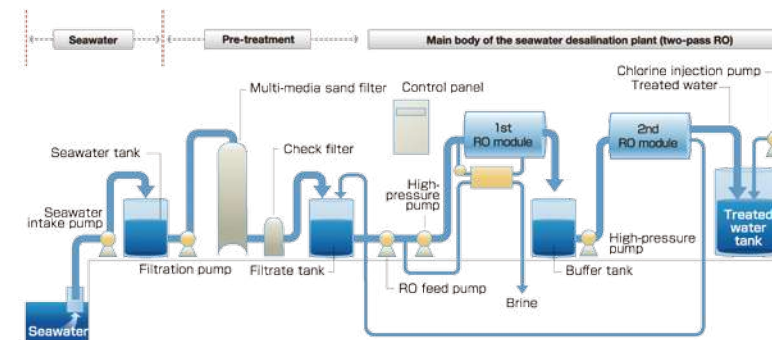 Seawater
Pre-treatment
Main body of the seawater desalination plant (two-pass RO)
Chlorine injection pump
Treated water
Multi-media sand filter
Control panel
1st
RO module
2nd
RO module
Seawater tank
Check filter
High-
pressure
pump
Seawater
intake pump
Treated
water
tank
High-pressure
pump
Filtration pump
Filtrate tank
Buffer tank
RO feed pump
Brine
Seawater